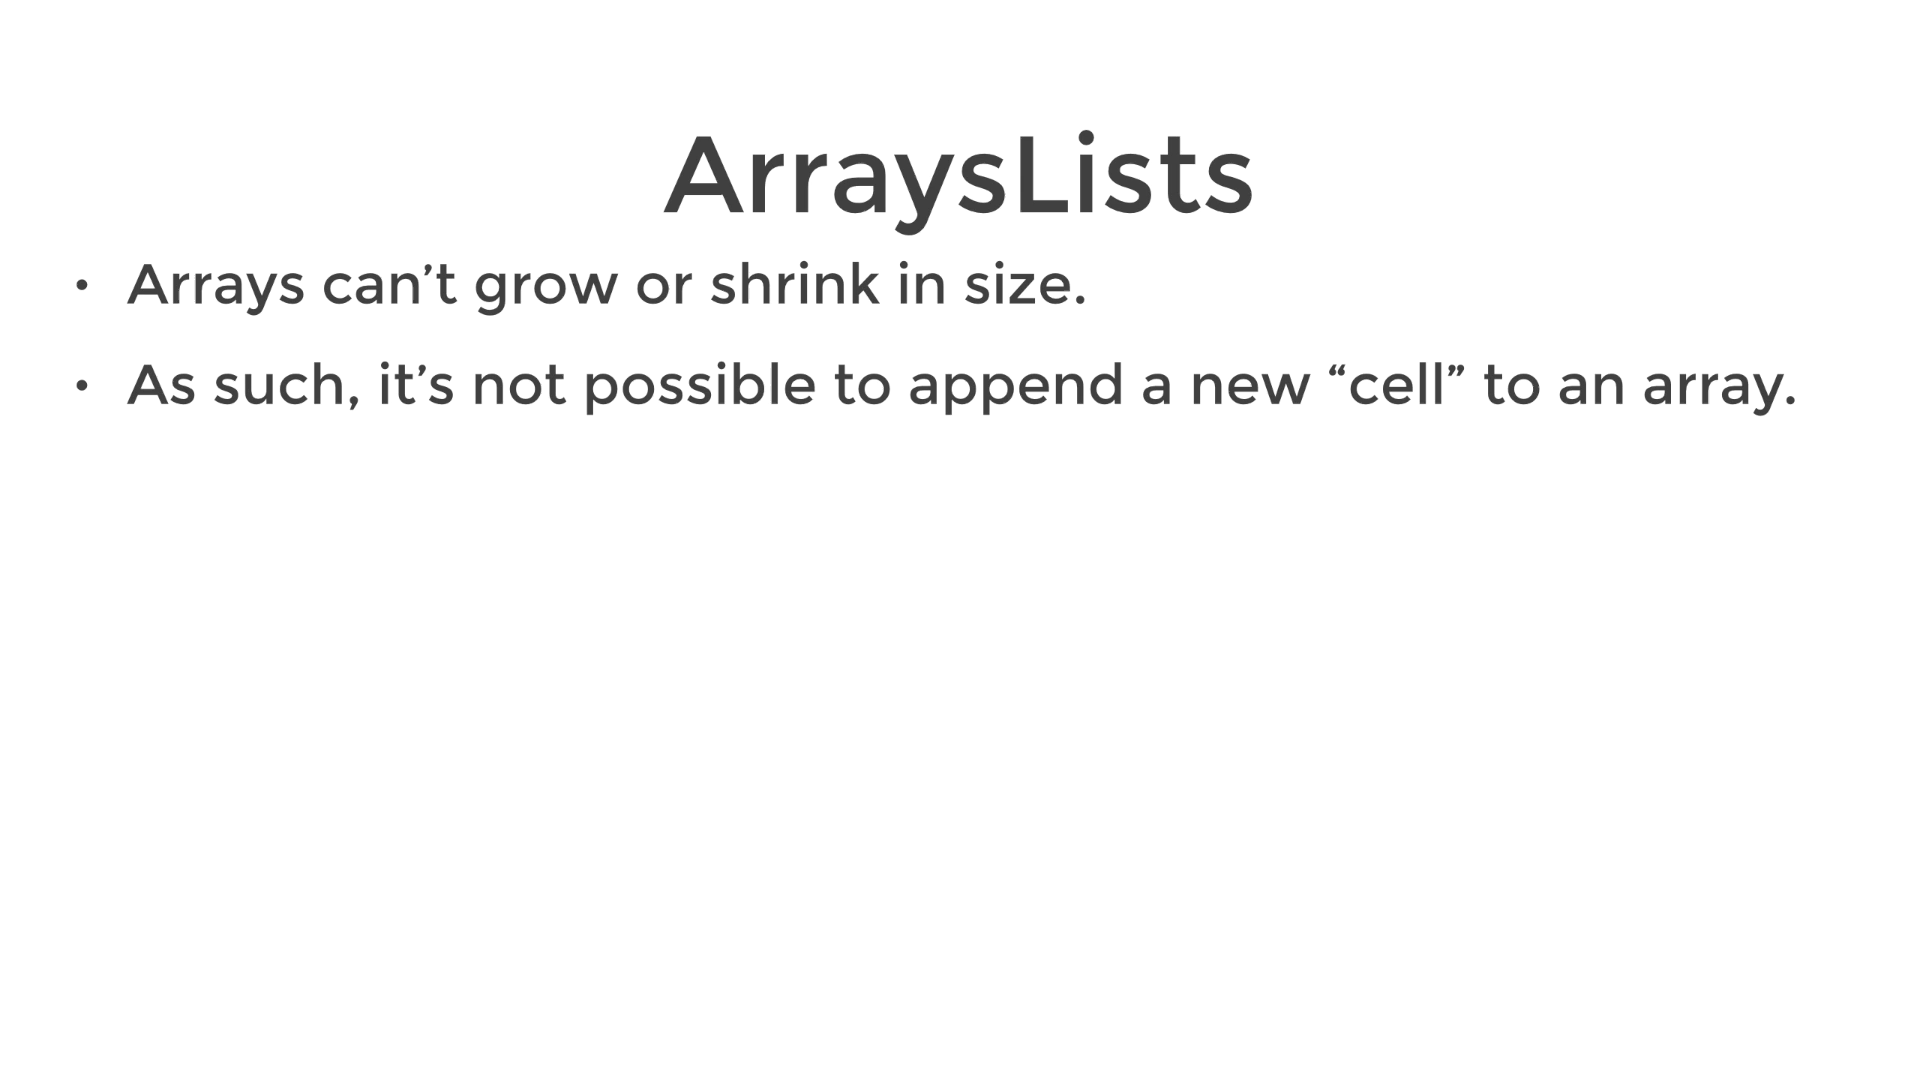 ArraysLists
• Arrays can’t grow or shrink in size.
• As such, it’s not possible to append a new “cell” to an array.